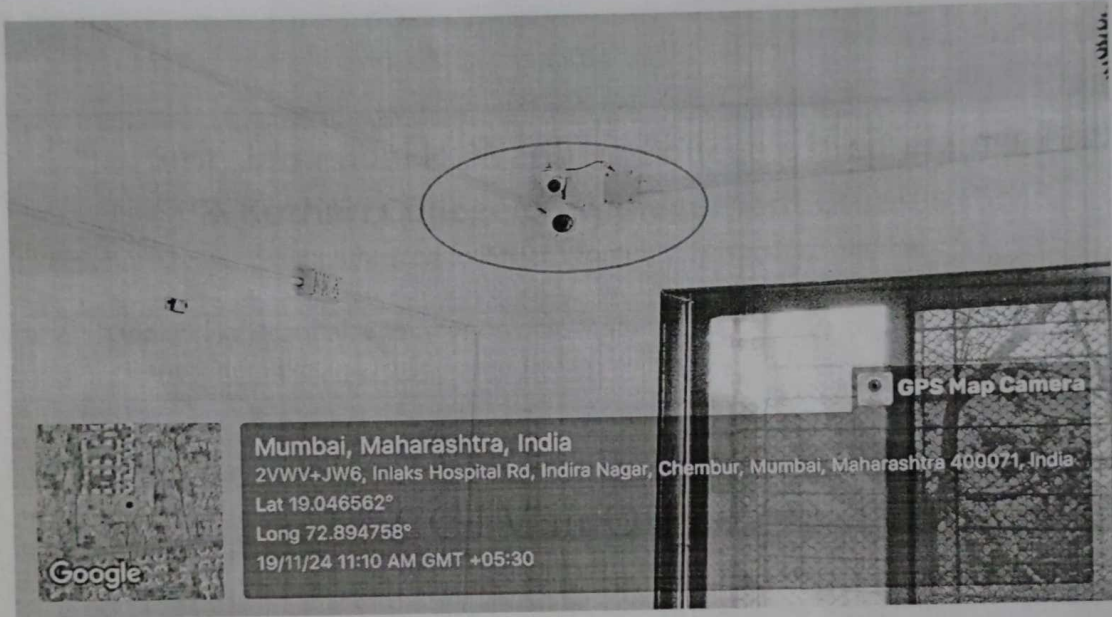 GPS Map Camera
Mumbai, Maharashtra, India
2VWV+JW6, Inlaks Hospital Rd, Indira Nagar, Chembur, Mumbai, Maharashtra 400071, India
Lat 19.046562°
Long 72.894758°
19/11/24 11:10 AM GMT +05:30
Google